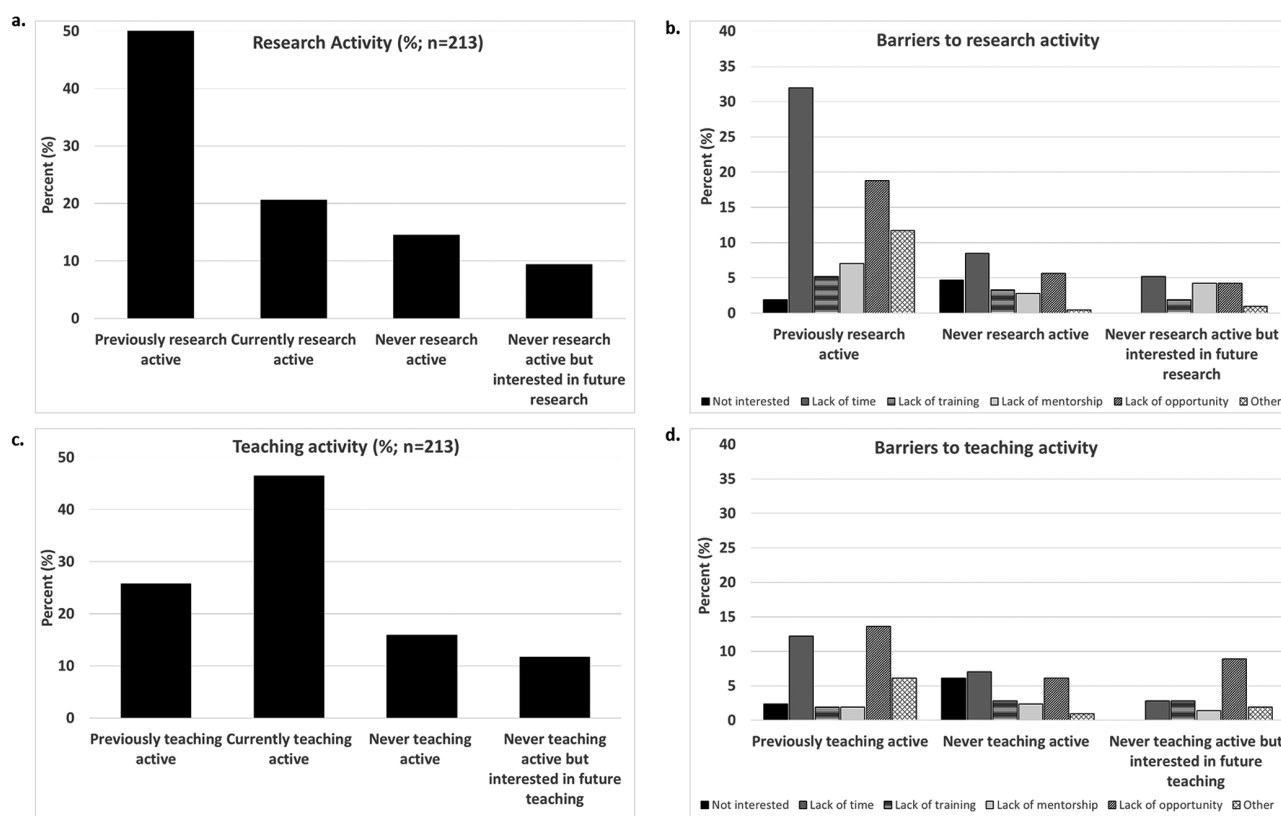 a.
Research Activity (%; n=213)
Percent (%)
50
40
30
20
10
0
Previously research
active
Currently research
active
Never research
active
Never research
active but
interested in future
research
b.
Barriers to research activity
Percent (%)
40
35
30
25
20
15
10
5
0
Previously research
active
Never research active
Never research active but
interested in future
research
Not interested
Lack of time
Lack of training
Lack of mentorship
Lack of opportunity
Other
c.
Teaching activity (%; n=213)
Percent (%)
50
40
30
20
10
0
Previously teaching
active
Currently teaching
active
Never teaching
active
Never teaching
active but
interested in future
teaching
d.
Barriers to teaching activity
Percent (%)
40
35
30
25
20
15
10
5
0
Previously teaching active
Never teaching active
Never teaching active but
interested in future
teaching
Not interested
Lack of time
Lack of training
Lack of mentorship
Lack of opportunity
Other